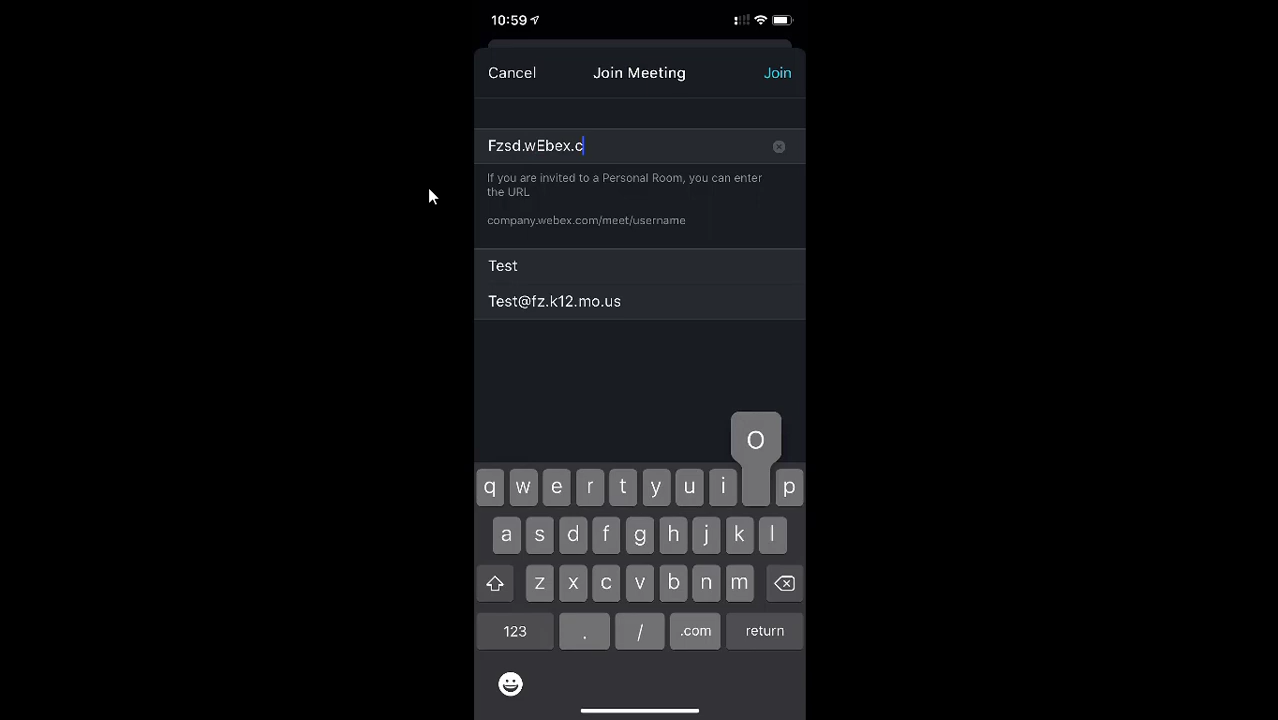 10:59
Cancel Join Meeting Join
Fzsd.wEbex.c
If you are invited to a Personal Room, you can enter
the URL
company.webex.com/meet/username
Test
Test@fz.k12.mo.us
O
q w e r t y u i p
a s d f g h j k l
z x c v b n m
123 . / .com return